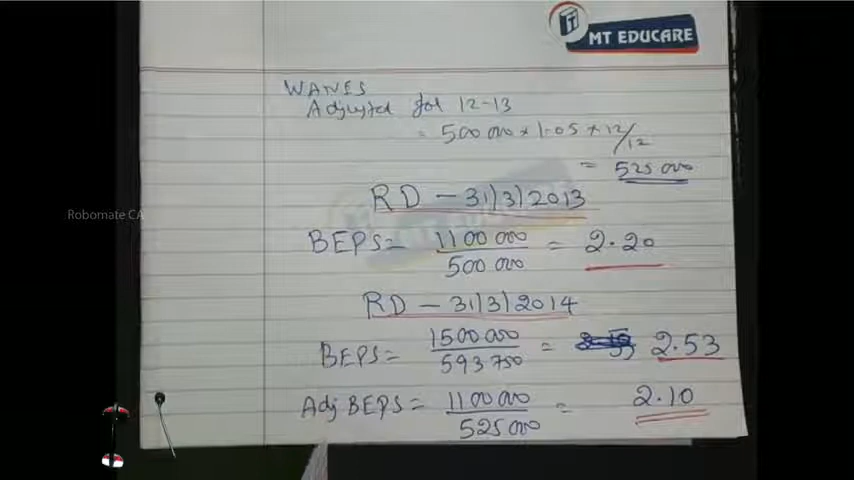 MT EDUCARE
WANES
Adjusted for 12-13
= 500 000 * 1.05 * 12/12
= 525 000
Robomate CA
RD - 31/3/2013
BEPS = 1100 000 / 500 000 = 2.20
RD - 31/3/2014
BEPS = 1500 000 / 593 750 = 2.53
Adj BEPS = 1100 000 / 525 000 = 2.10